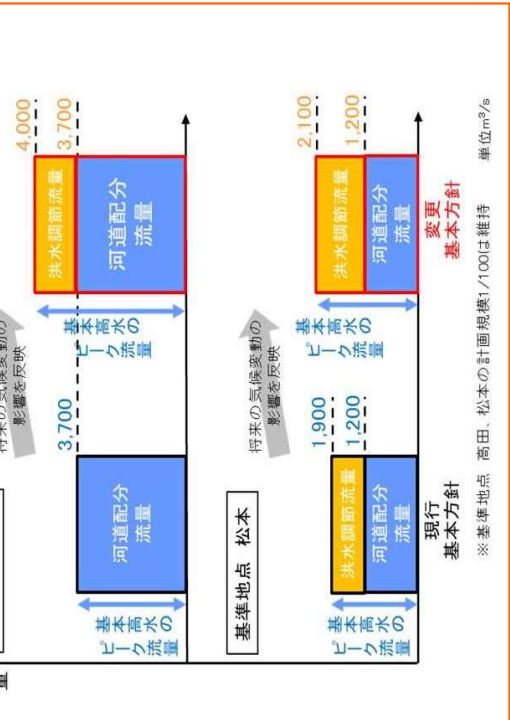 量
将来の気候変動の
影響を反映
3,700
河道配分
流量
基本高水の
ピーク流
量
4,000
3,700
洪水調節流量
河道配分
流量
基本高水の
ピーク流
量
基準地点 松本
将来の気候変動の
影響を反映
1,900
1,200
洪水調節流量
河道配分
流量
基本高水の
ピーク流
量
現行
基本方針
2,100
1,200
洪水調節流量
河道配分
流量
基本高水の
ピーク流
量
変更
基本方針
※基準地点 高田、松本の計画規模1/100は維持
単位m³/s